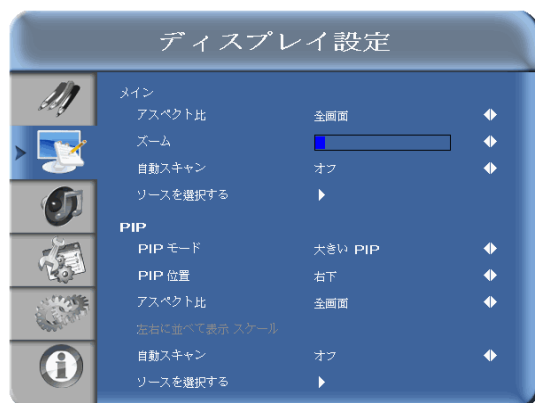 ディスプレイ設定
メイン
アスペクト比 全画面
ズーム
自動スキャン オフ
ソースを選択する
PIP
PIP モード 大きい PIP
PIP 位置 右下
アスペクト比 全画面
左右に並べて表示 スケール
自動スキャン オフ
ソースを選択する